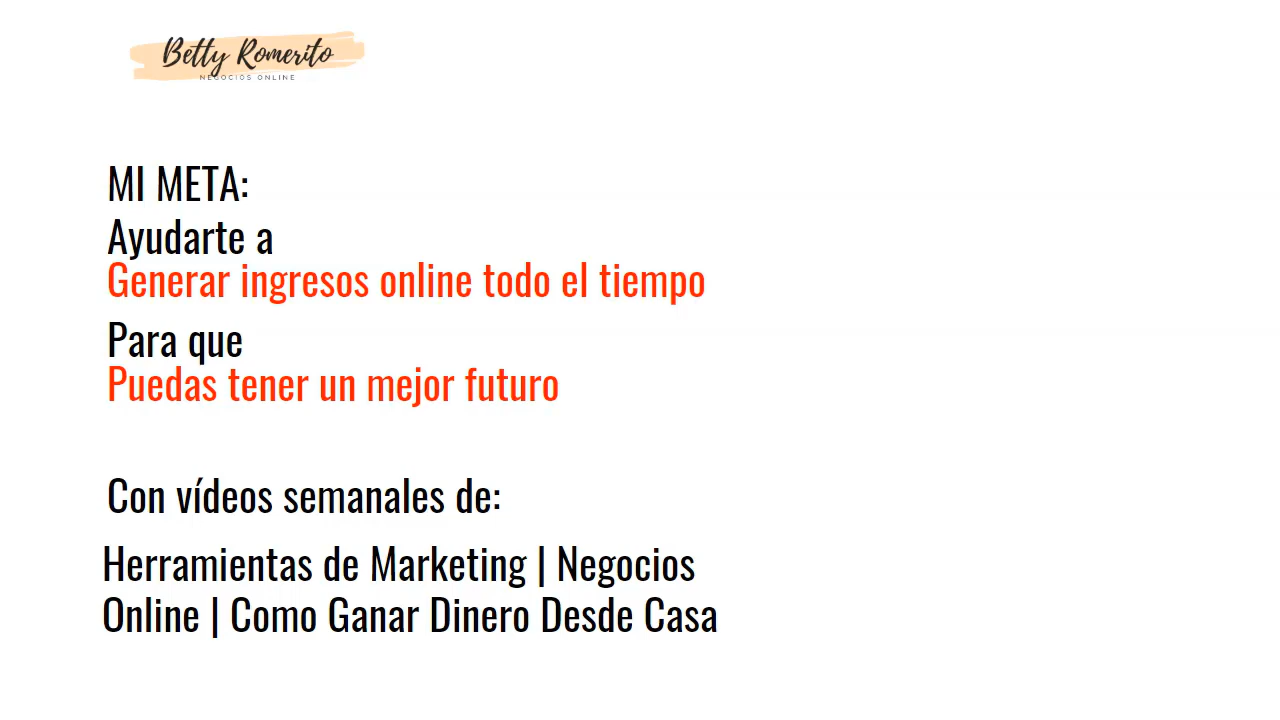 Betty Romerito
NEGOCIOS ONLINE
MI META:
Ayudarte a
Generar ingresos online todo el tiempo
Para que
Puedas tener un mejor futuro
Con vídeos semanales de:
Herramientas de Marketing | Negocios
Online | Como Ganar Dinero Desde Casa